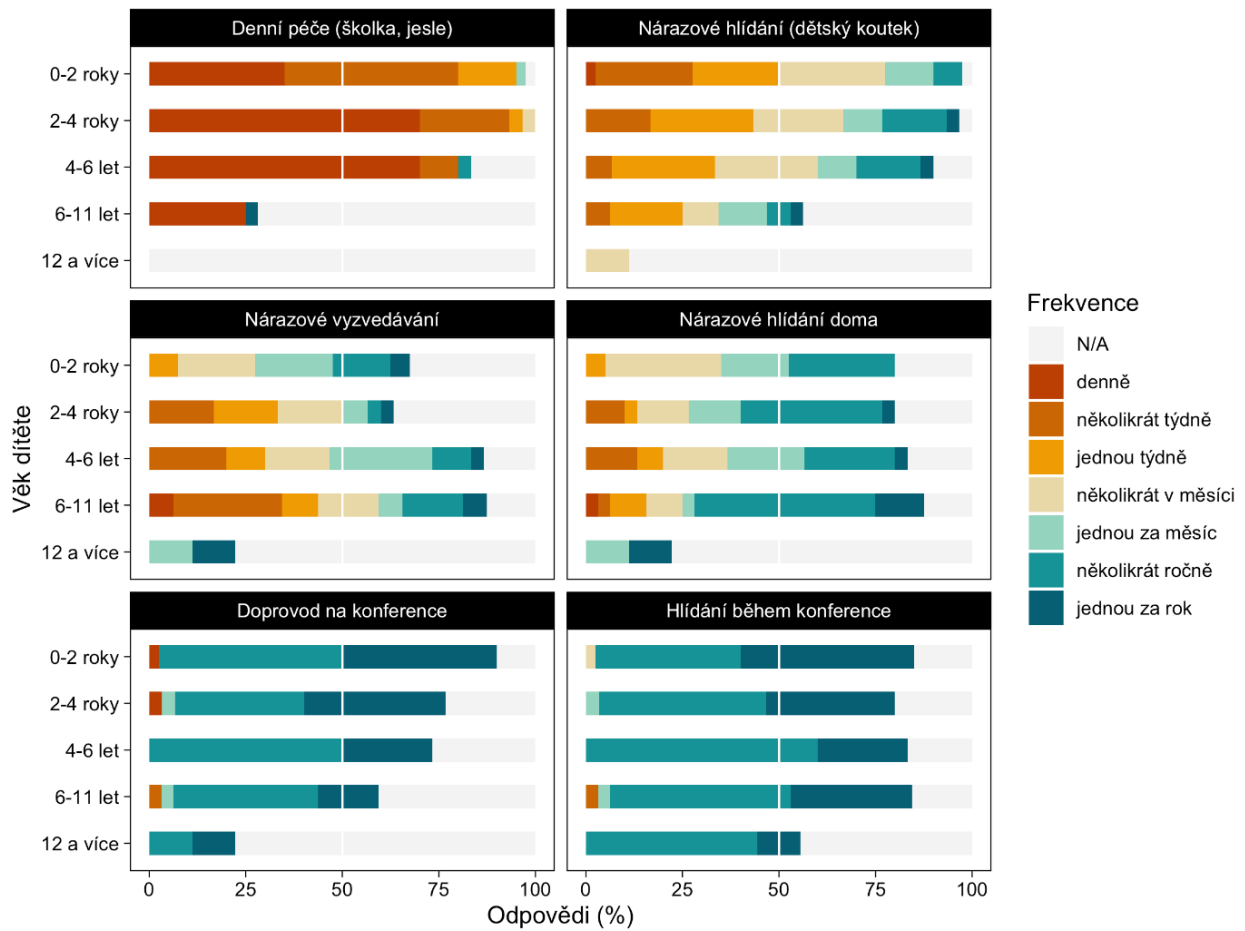 Denní péče (školka, jesle)
Nárazové hlídání (dětský koutek)
0-2 roky
2-4 roky
4-6 let
6-11 let
12 a více
Nárazové vyzvedávání
Nárazové hlídání doma
0-2 roky
2-4 roky
4-6 let
6-11 let
12 a více
Doprovod na konference
Hlídání během konference
0-2 roky
2-4 roky
4-6 let
6-11 let
12 a více
0 25 50 75 100
0 25 50 75 100
Odpovědi (%)
Věk dítěte
Frekvence
N/A
denně
několikrát týdně
jednou týdně
několikrát v měsíci
jednou za měsíc
několikrát ročně
jednou za rok